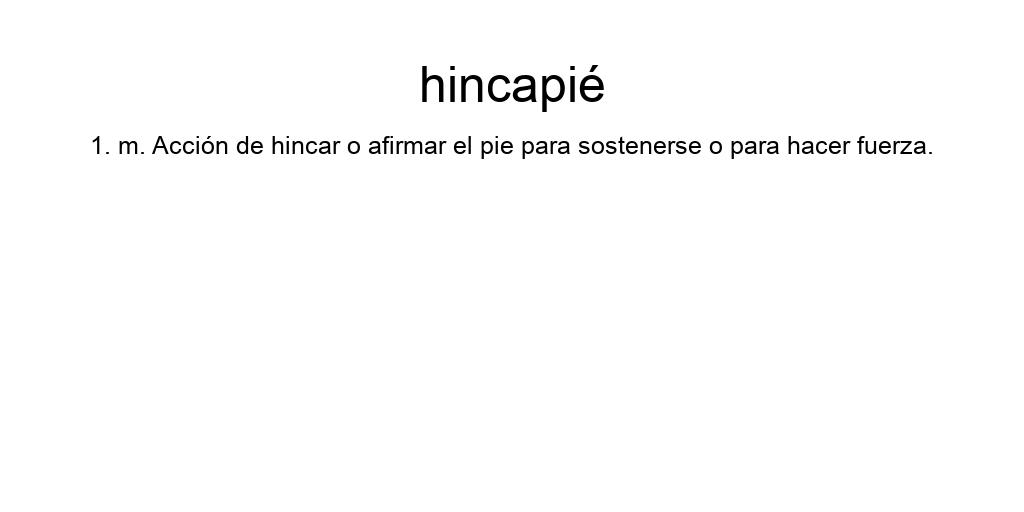 hincapié
1. m. Acción de hincar o afirmar el pie para sostenerse o para hacer fuerza.